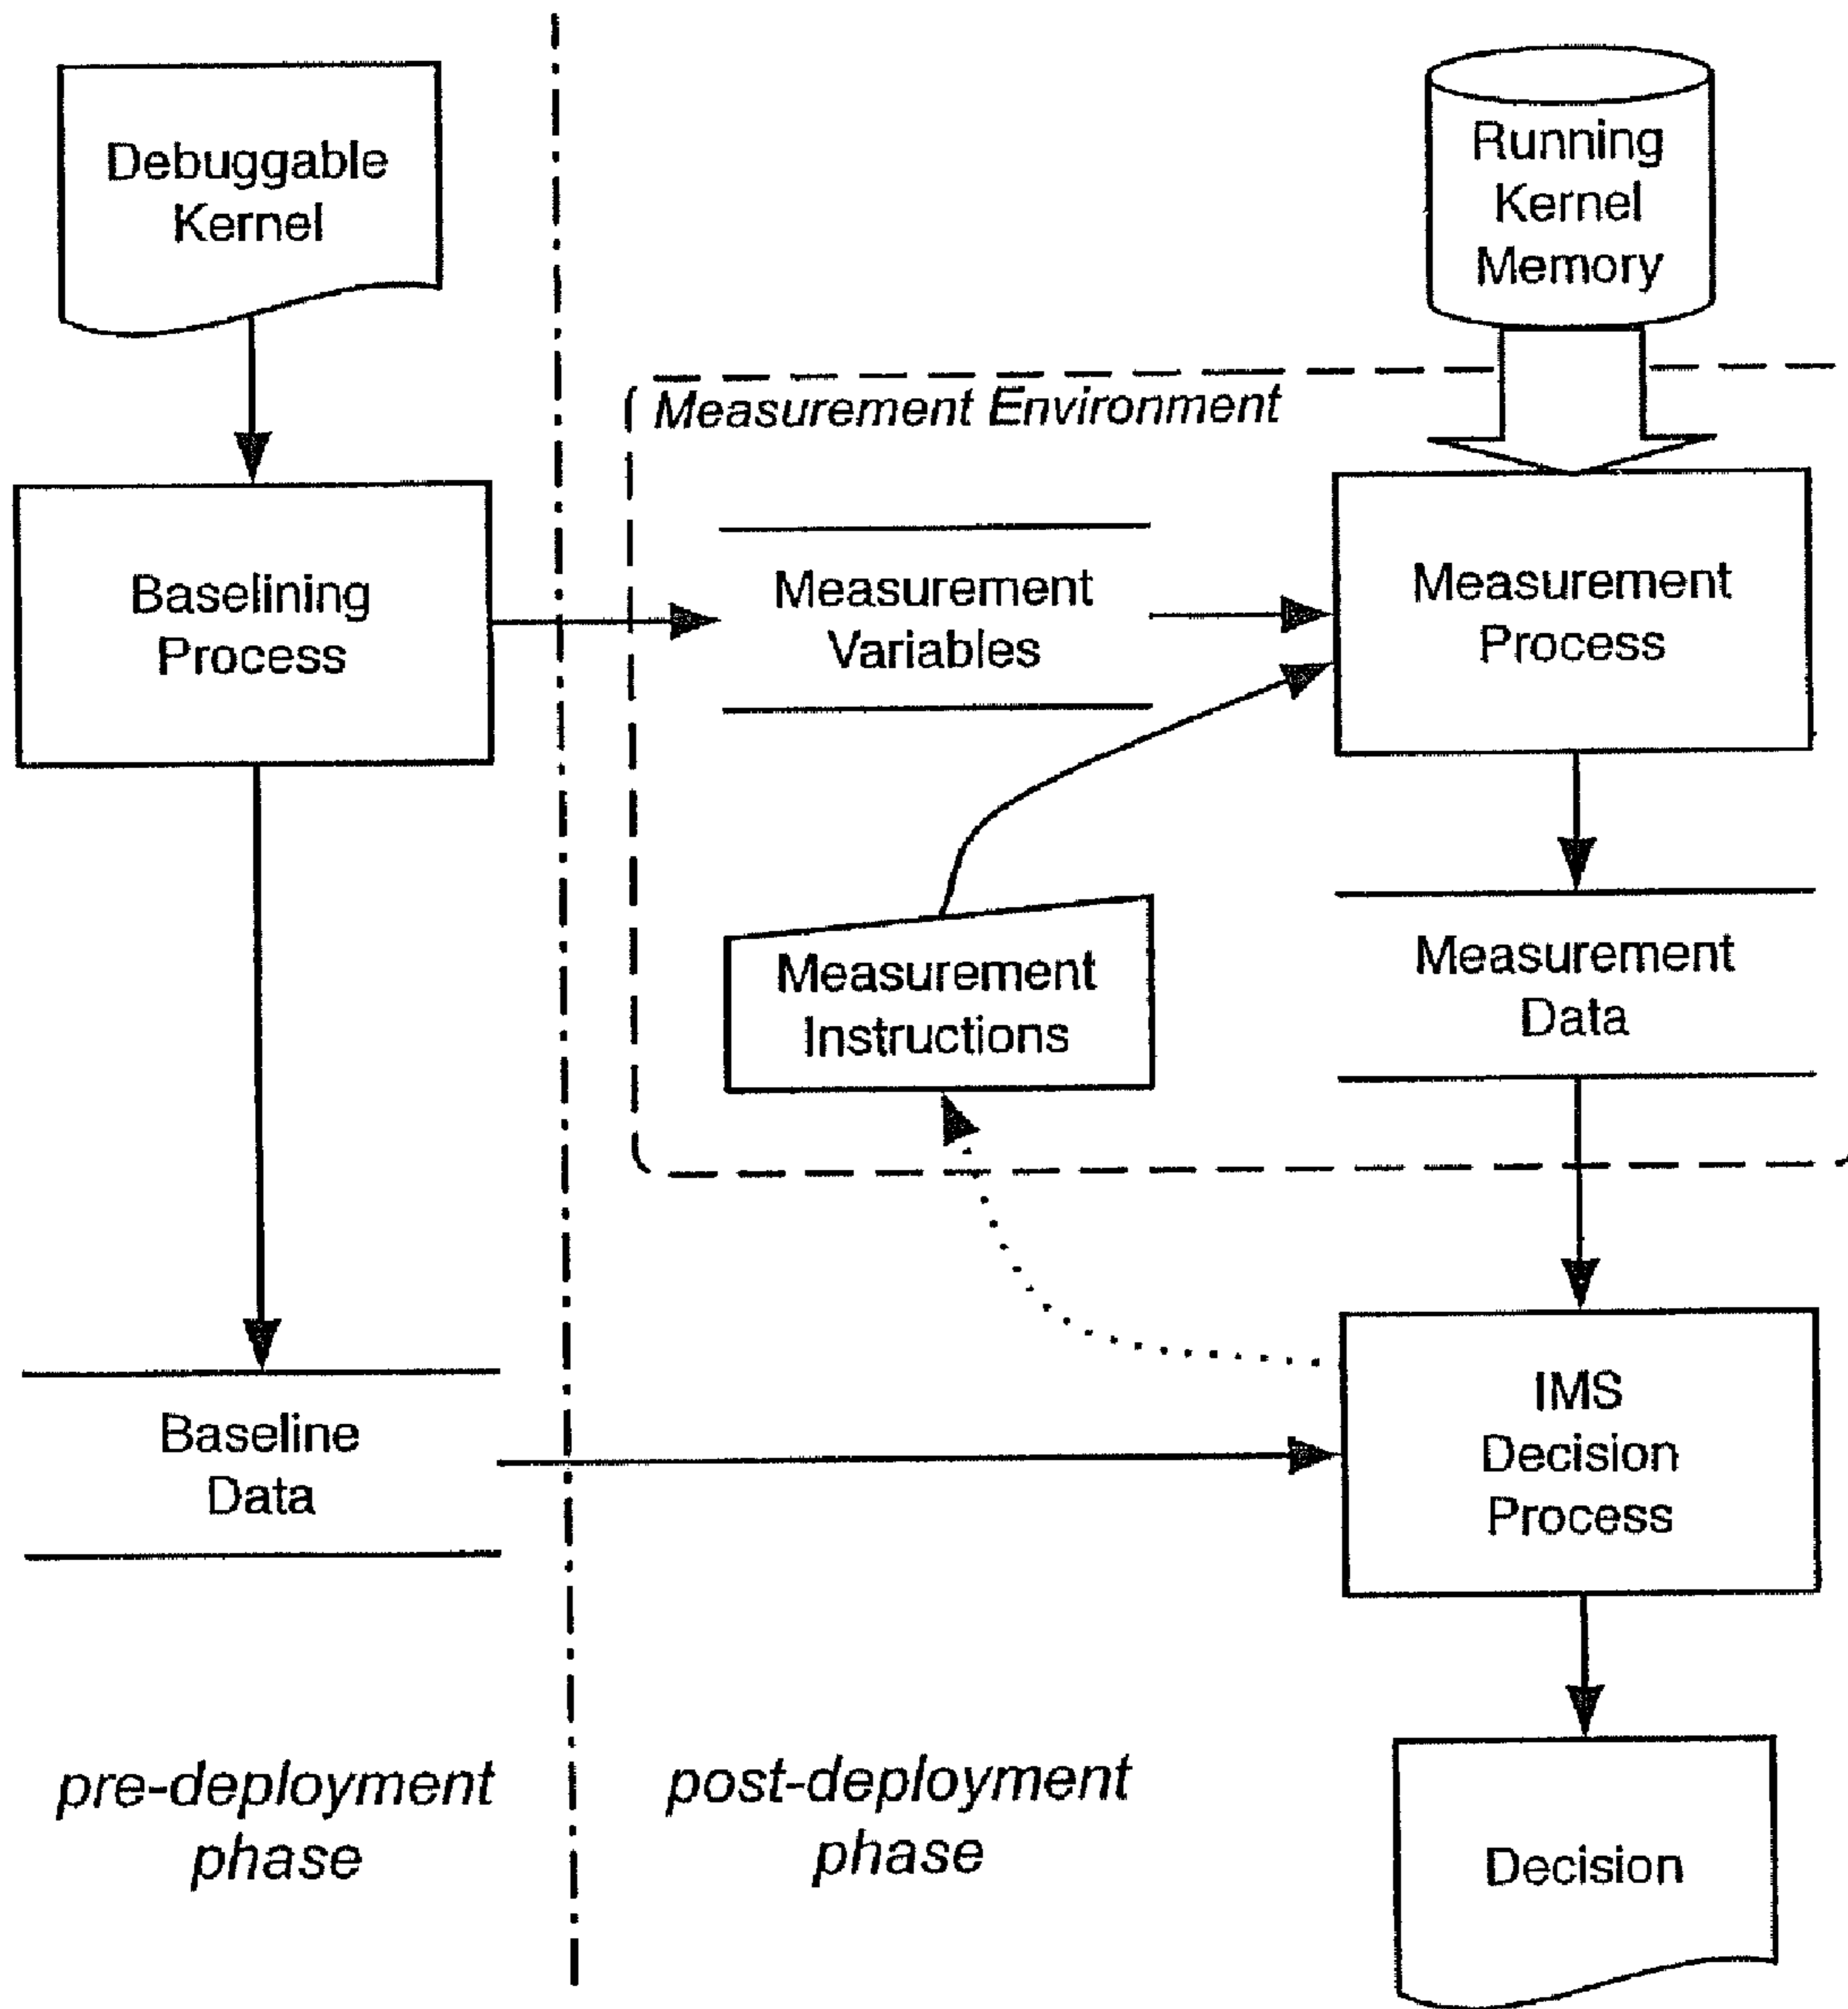 Debuggable
Kernel
Running
Kernel
Memory
Measurement Environment
Baselining
Process
Measurement
Variables
Measurement
Process
Measurement
Instructions
Measurement
Data
Baseline
Data
IMS
Decision
Process
pre-deployment
phase
post-deployment
phase
Decision